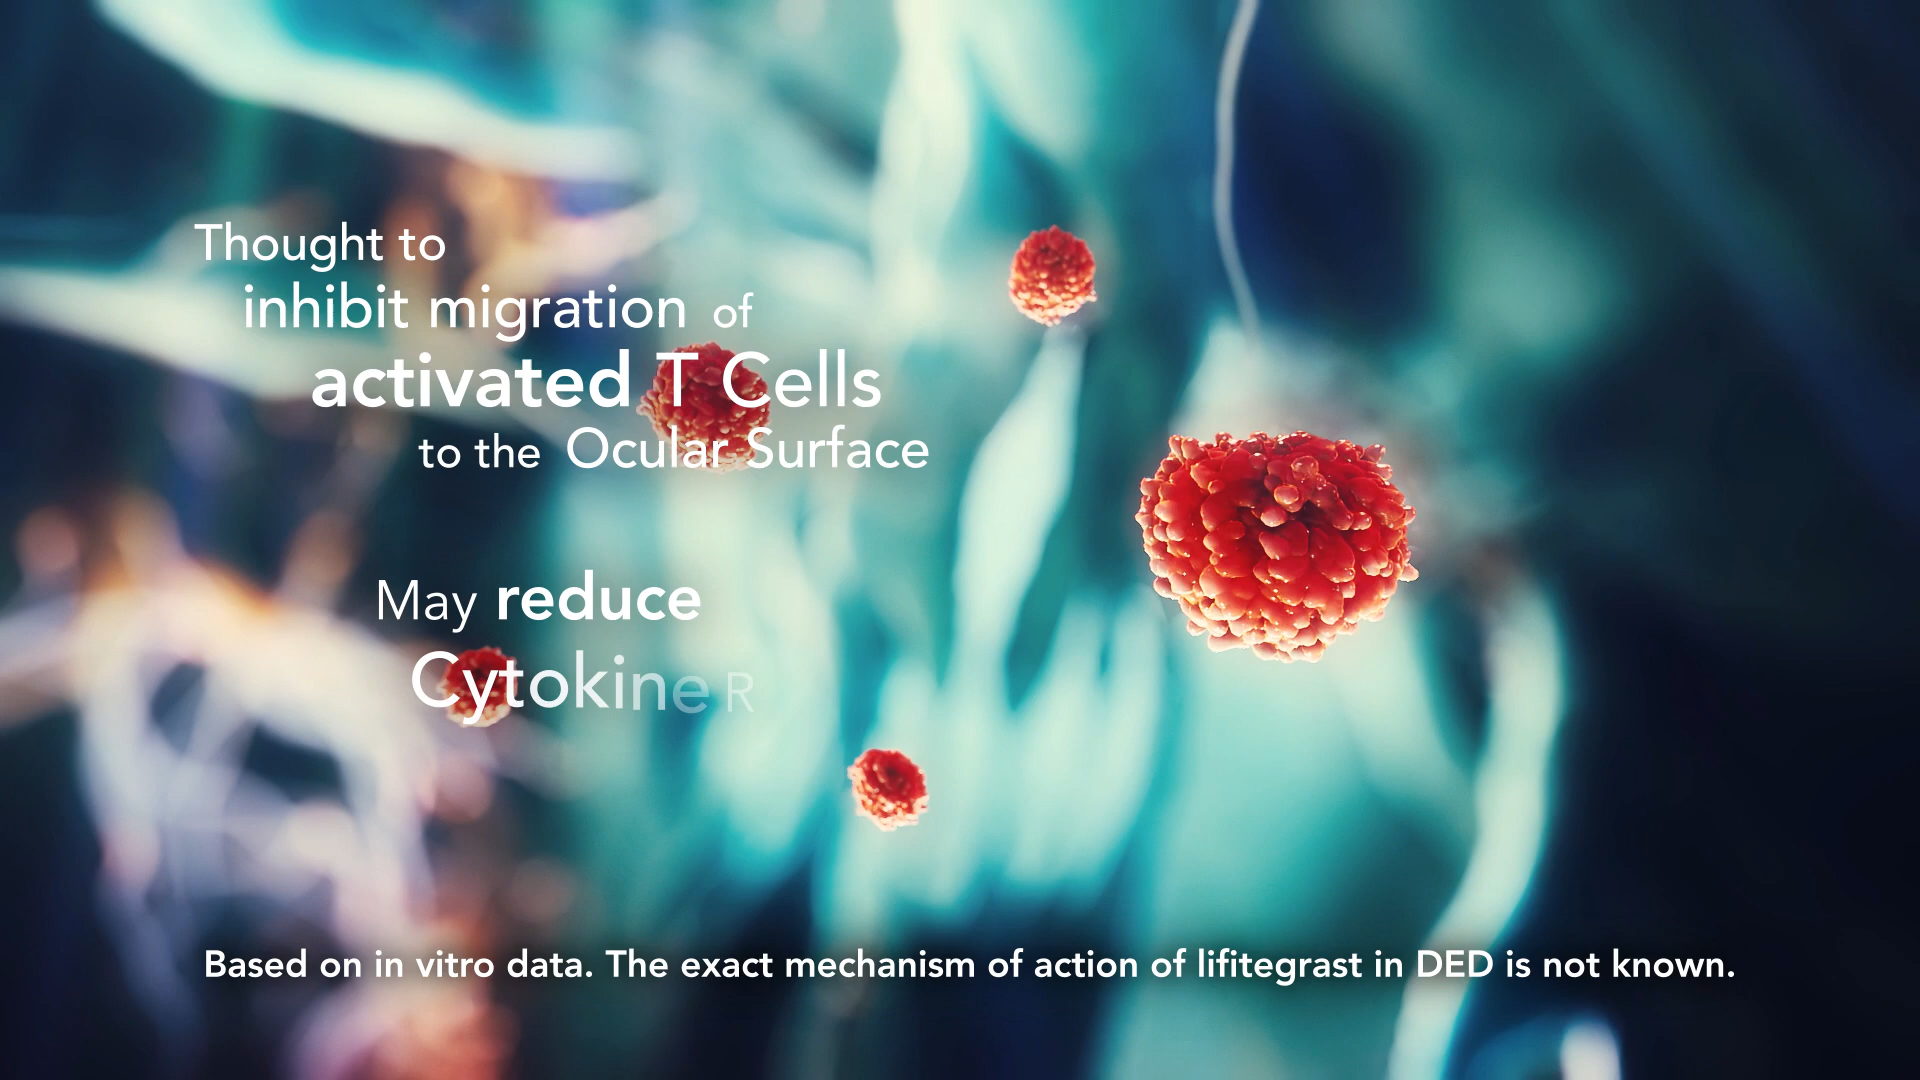 Thought to
inhibit migration of
activated T Cells
to the Ocular Surface
May reduce
Cytokine R
Based on in vitro data. The exact mechanism of action of lifitegrast in DED is not known.